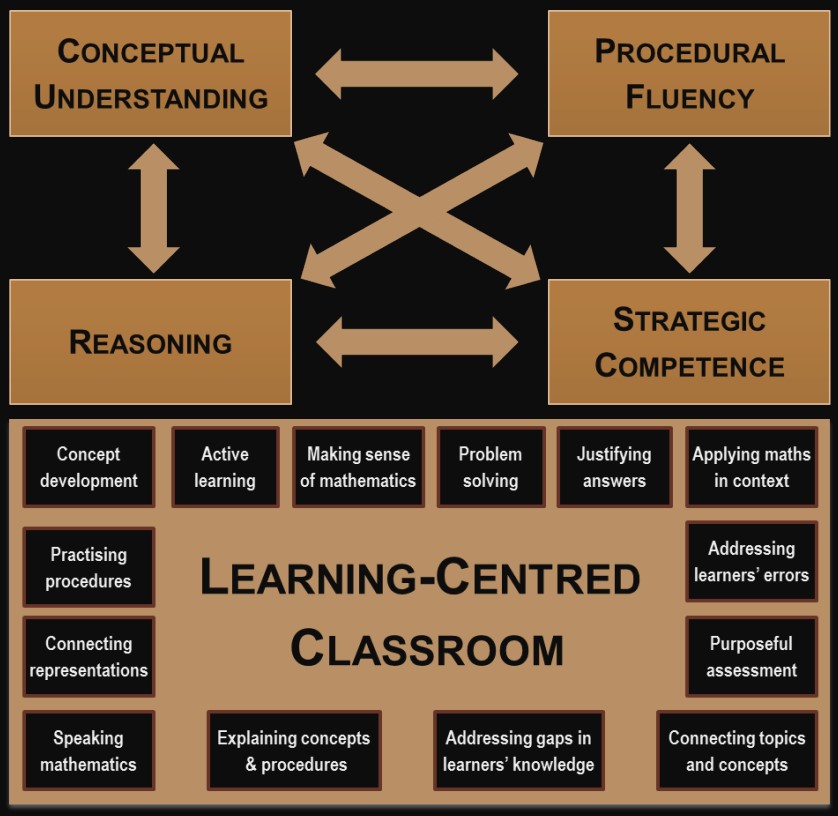 CONCEPTUAL
UNDERSTANDING
PROCEDURAL
FLUENCY
REASONING
STRATEGIC
COMPETENCE
Concept
development
Active
learning
Making sense
of mathematics
Problem
solving
Justifying
answers
Applying maths
in context
Practising
procedures
LEARNING-CENTRED
CLASSROOM
Addressing
learners’ errors
Connecting
representations
Purposeful
assessment
Speaking
mathematics
Explaining concepts
& procedures
Addressing gaps in
learners’ knowledge
Connecting topics
and concepts